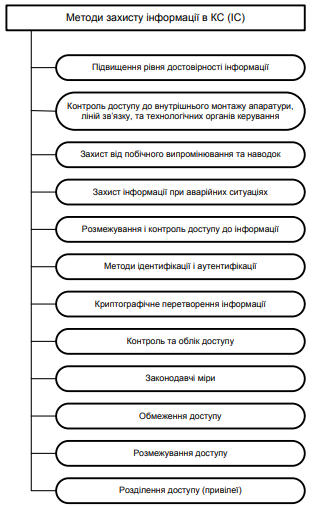 Методи захисту інформації в КС (ІС)
Підвищення рівня достовірності інформації
Контроль доступу до внутрішнього монтажу апаратури,
ліній зв'язку, та технологічних органів керування
Захист від побічного випромінювання та наводок
Захист інформації при аварійних ситуаціях
Розмежування і контроль доступу до інформації
Методи ідентифікації і аутентифікації
Криптографічне перетворення інформації
Контроль та облік доступу
Законодавчі міри
Обмеження доступу
Розмежування доступу
Розділення доступу (привілеї)